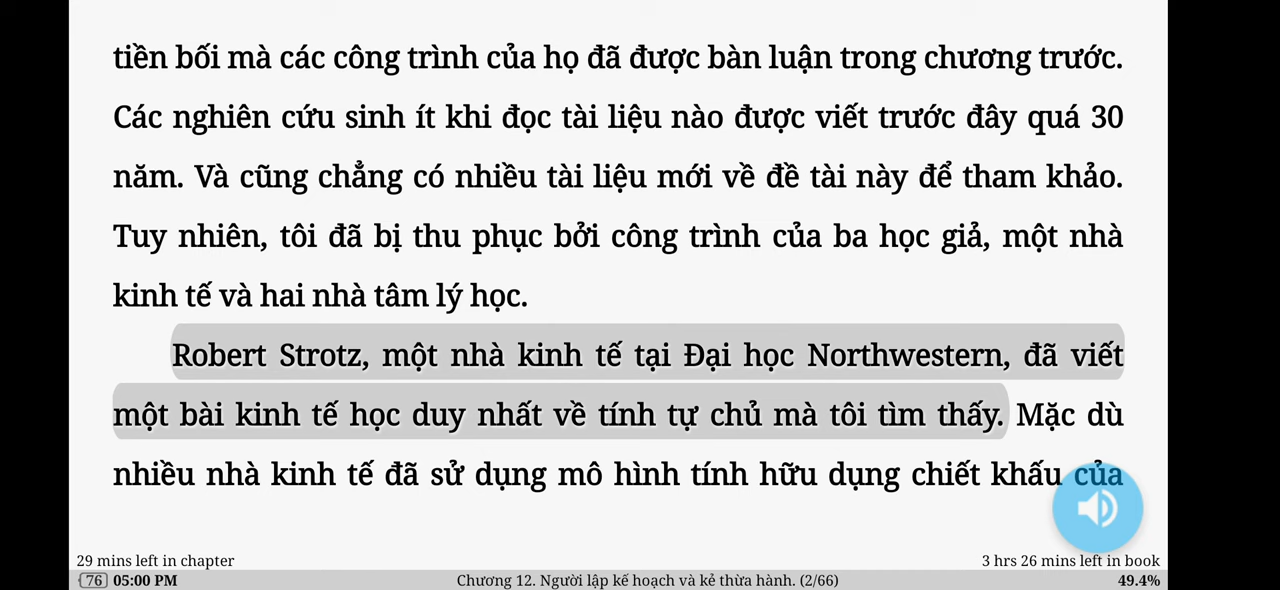 tiền bối mà các công trình của họ đã được bàn luận trong chương trước.
Các nghiên cứu sinh ít khi đọc tài liệu nào được viết trước đây quá 30
năm. Và cũng chẳng có nhiều tài liệu mới về đề tài này để tham khảo.
Tuy nhiên, tôi đã bị thu phục bởi công trình của ba học giả, một nhà
kinh tế và hai nhà tâm lý học.
Robert Strotz, một nhà kinh tế tại Đại học Northwestern, đã viết
một bài kinh tế học duy nhất về tính tự chủ mà tôi tìm thấy. Mặc dù
nhiều nhà kinh tế đã sử dụng mô hình tính hữu dụng chiết khấu của
29 mins left in chapter
3 hrs 26 mins left in book
76 05:00 PM
Chương 12. Người lập kế hoạch và kẻ thừa hành. (2/66)
49.4%